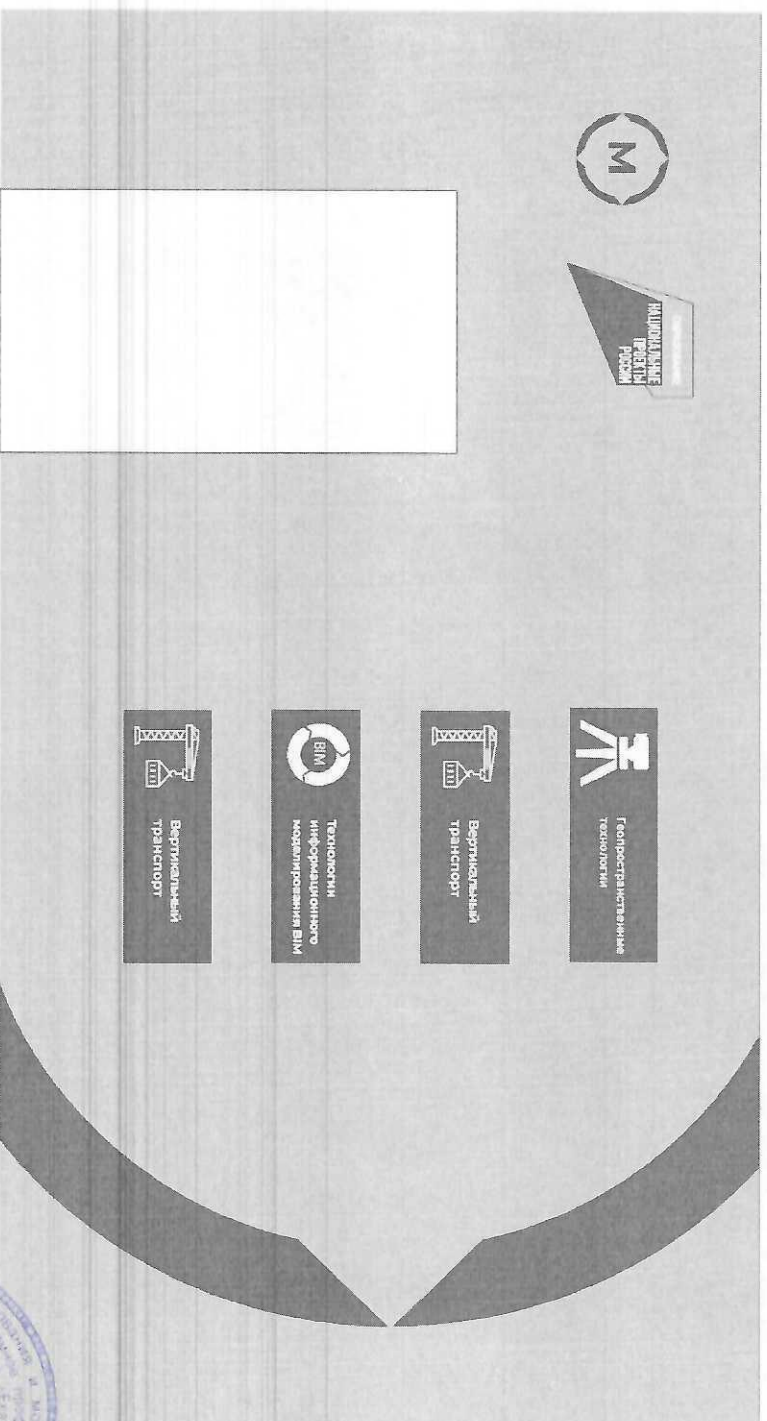 М
НАЦИОНАЛЬНЫЕ
ПРОЕКТЫ
РОССИИ
Геопространственные
технологии
Вертикальный
транспорт
BIM
Технологии
информационного
моделирования BIM
Вертикальный
транспорт